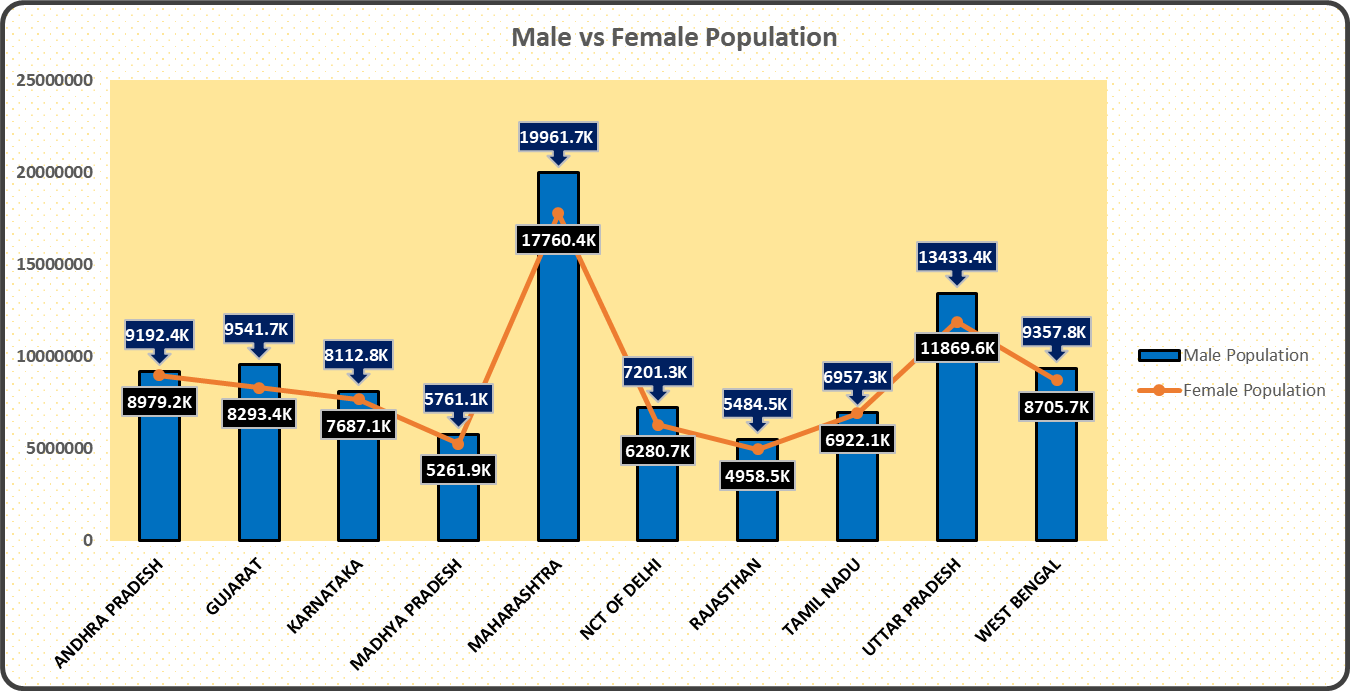 Male vs Female Population
25000000
20000000
15000000
10000000
5000000
0
9192.4K
9541.7K
8112.8K
5761.1K
19961.7K
7201.3K
5484.5K
6957.3K
13433.4K
9357.8K
8979.2K
8293.4K
7687.1K
5261.9K
17760.4K
6280.7K
4958.5K
6922.1K
11869.6K
8705.7K
ANDHRA PRADESH
GUJARAT
KARNATAKA
MADHYA PRADESH
MAHARASHTRA
NCT OF DELHI
RAJASTHAN
TAMIL NADU
UTTAR PRADESH
WEST BENGAL
Male Population
Female Population